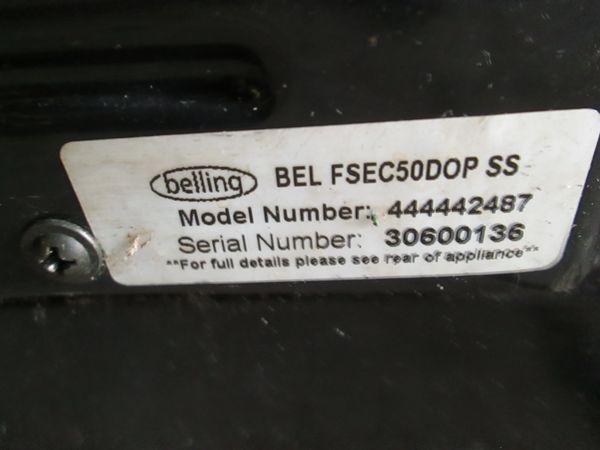 belling BEL FSEC50DOP SS
Model Number: 444442487
Serial Number: 30600136
**For full details please see rear of appliance**